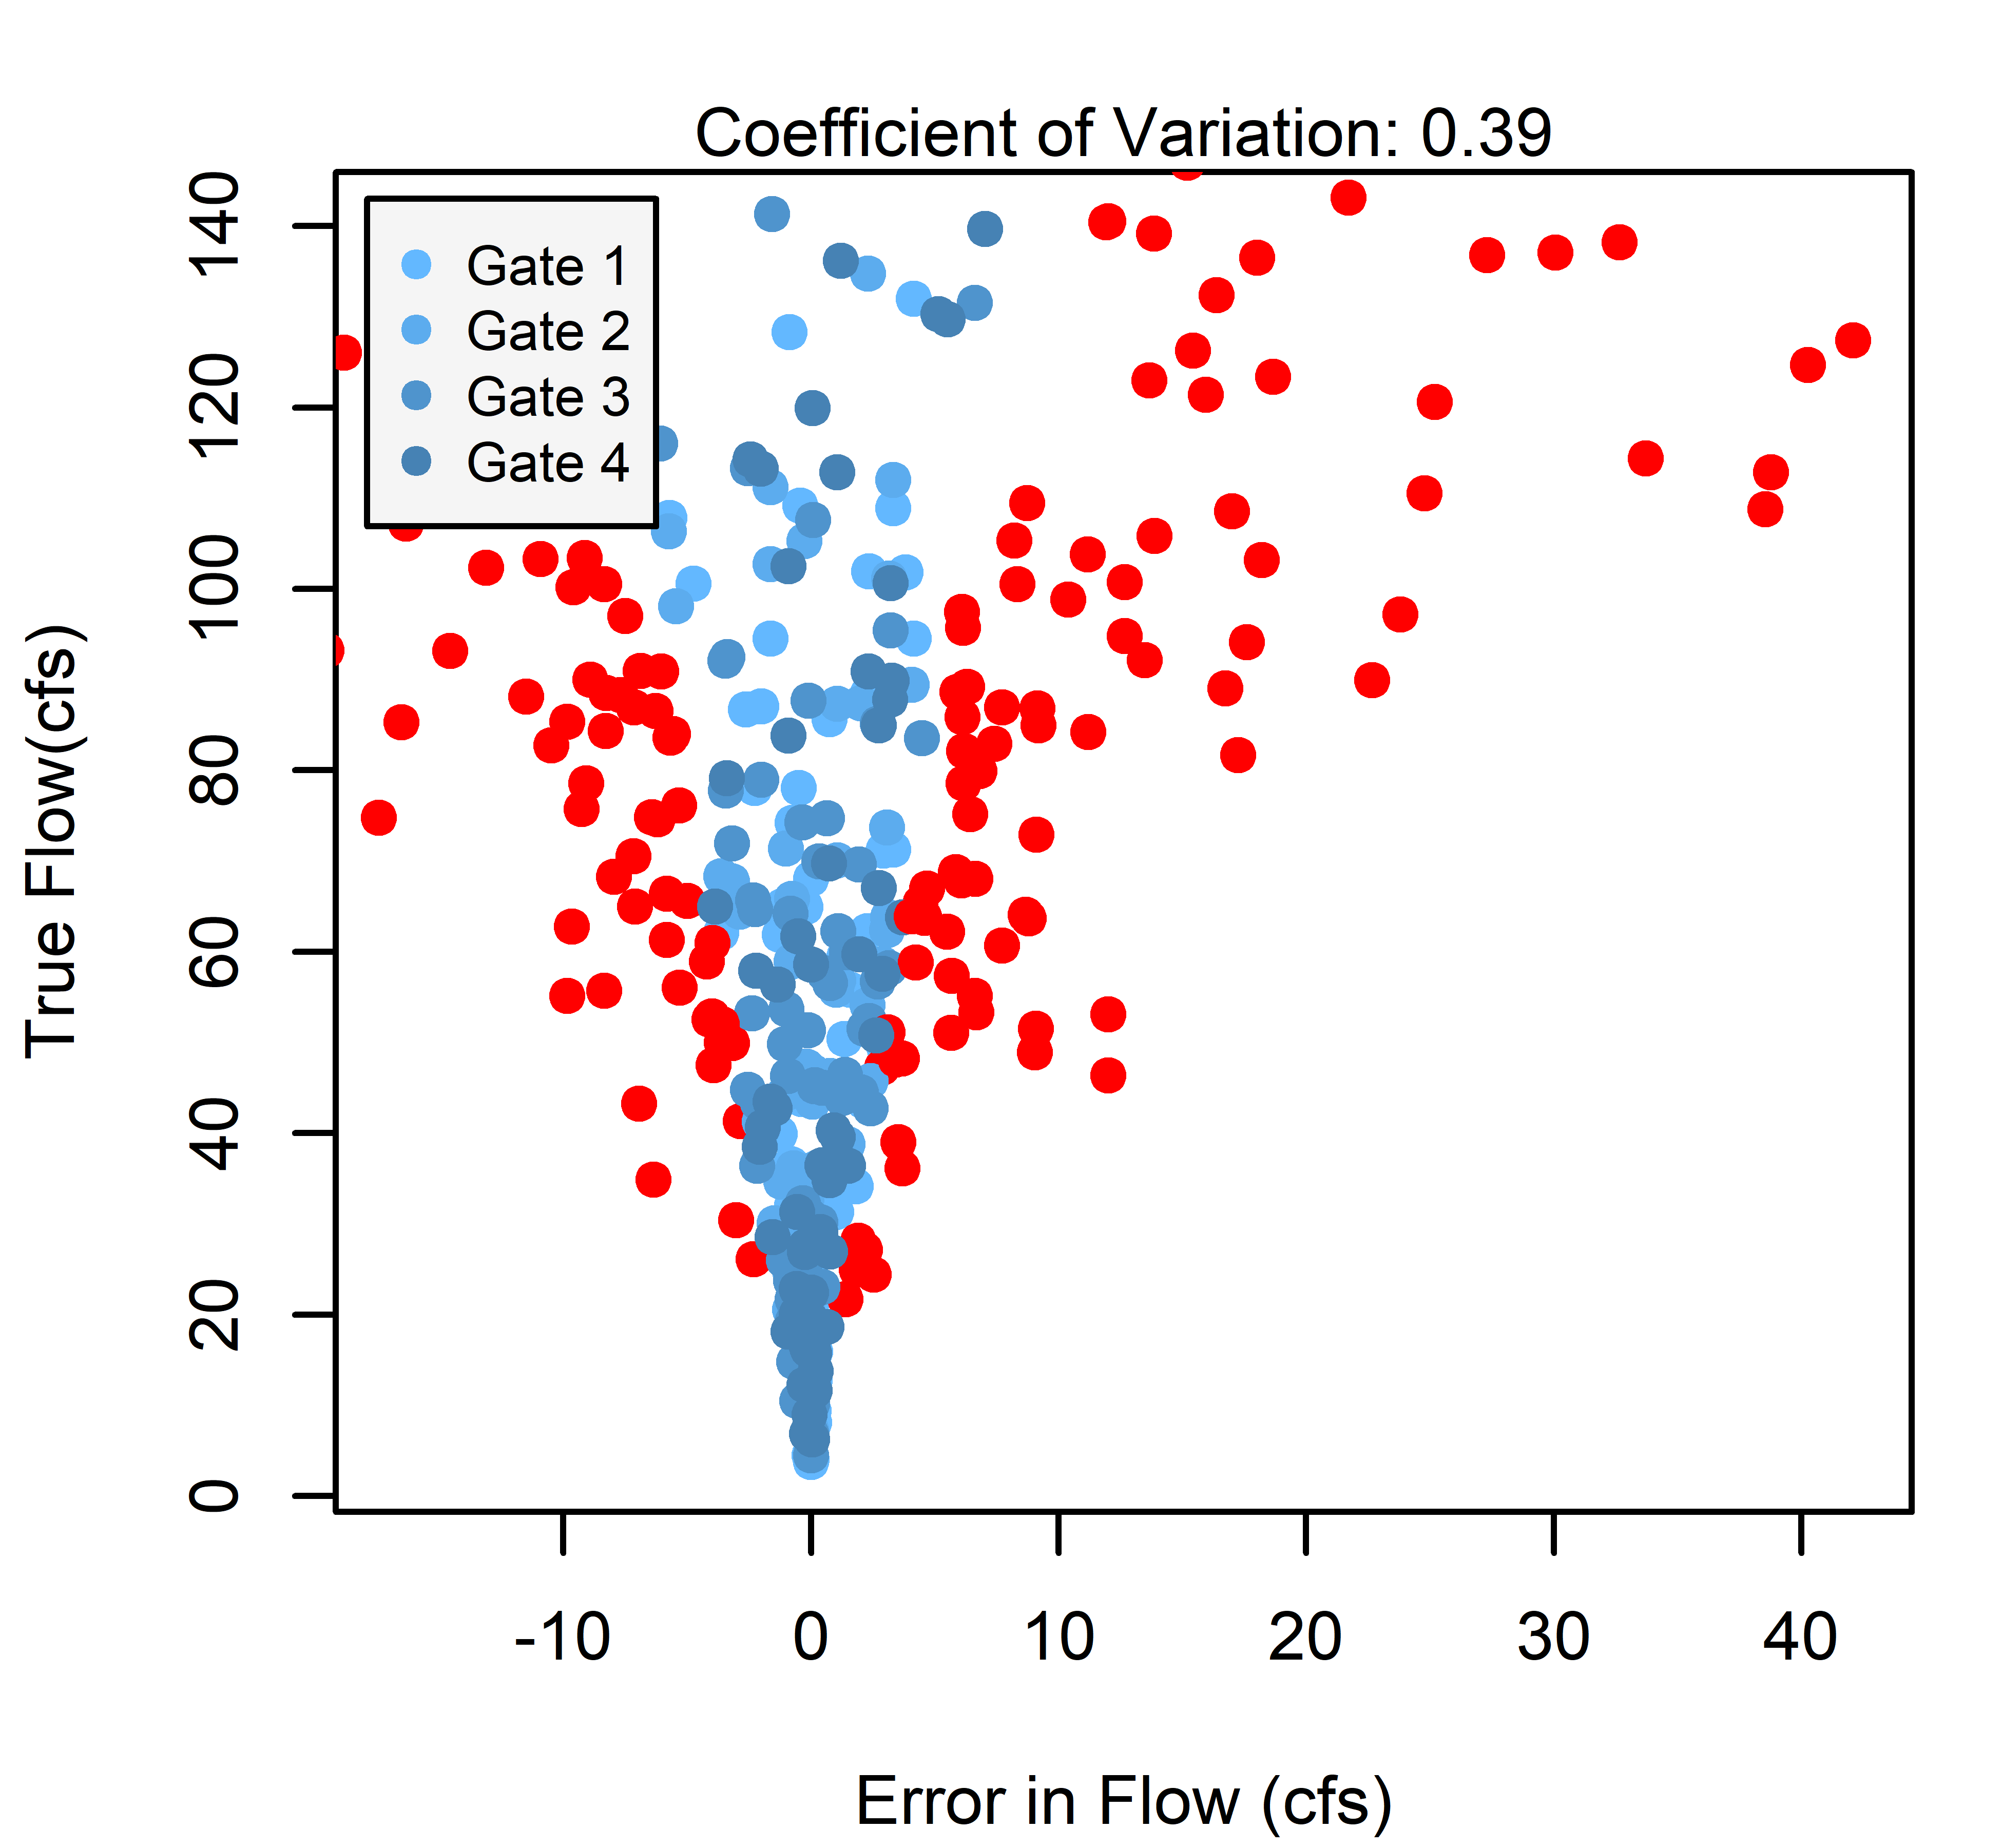 Coefficient of Variation: 0.39
Gate 1
Gate 2
Gate 3
Gate 4
True Flow(cfs)
140
120
100
80
60
40
20
0
-10 0 10 20 30 40
Error in Flow (cfs)